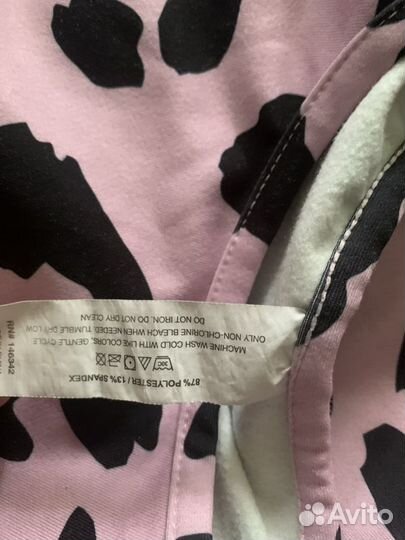 87% POLYESTER / 13% SPANDEX
MACHINE WASH COLD WITH LIKE COLORS, GENTLE CYCLE
ONLY NON-CHLORINE BLEACH WHEN NEEDED. TUMBLE DRY LOW
DO NOT IRON. DO NOT DRY CLEAN
RN# 146342
Avito